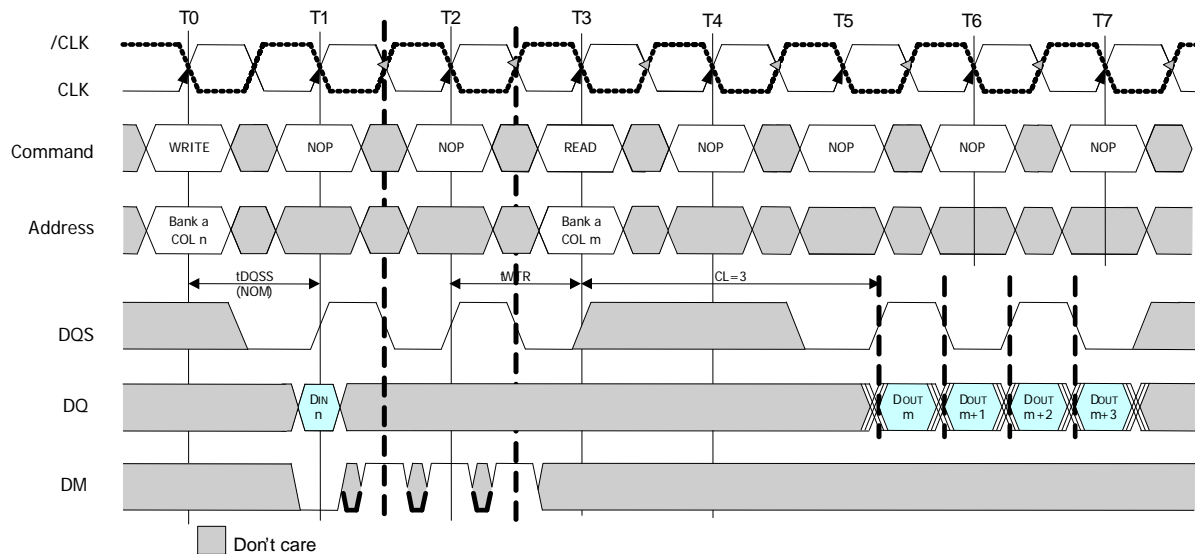 T0 T1 T2 T3 T4 T5 T6 T7
/CLK
CLK
Command WRITE NOP NOP READ NOP NOP NOP NOP
Address Bank a Bank a
COL n COL m
tDQSS tWTR CL=3
(NOM)
DQS
DQ DIN DOUT DOUT DOUT DOUT
n m m+1 m+2 m+3
DM
Don't care